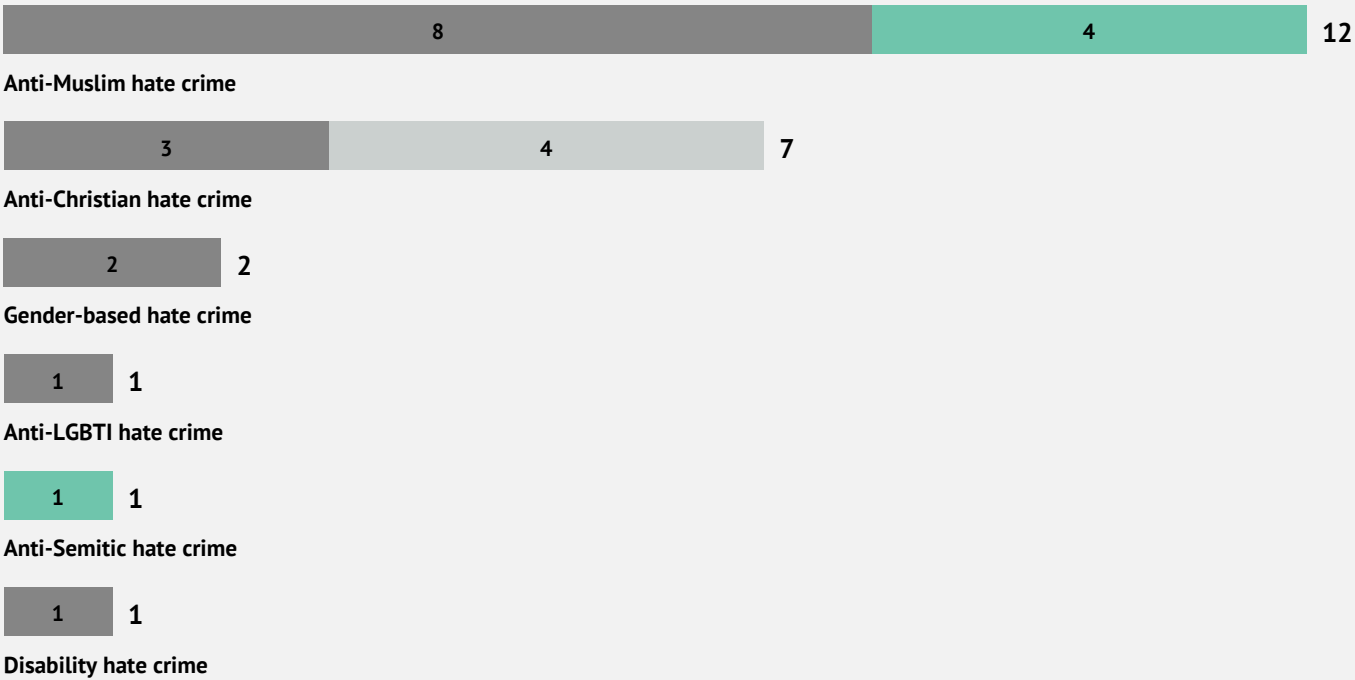 8 4 12
Anti-Muslim hate crime
3 4 7
Anti-Christian hate crime
2 2
Gender-based hate crime
1 1
Anti-LGBTI hate crime
1 1
Anti-Semitic hate crime
1 1
Disability hate crime